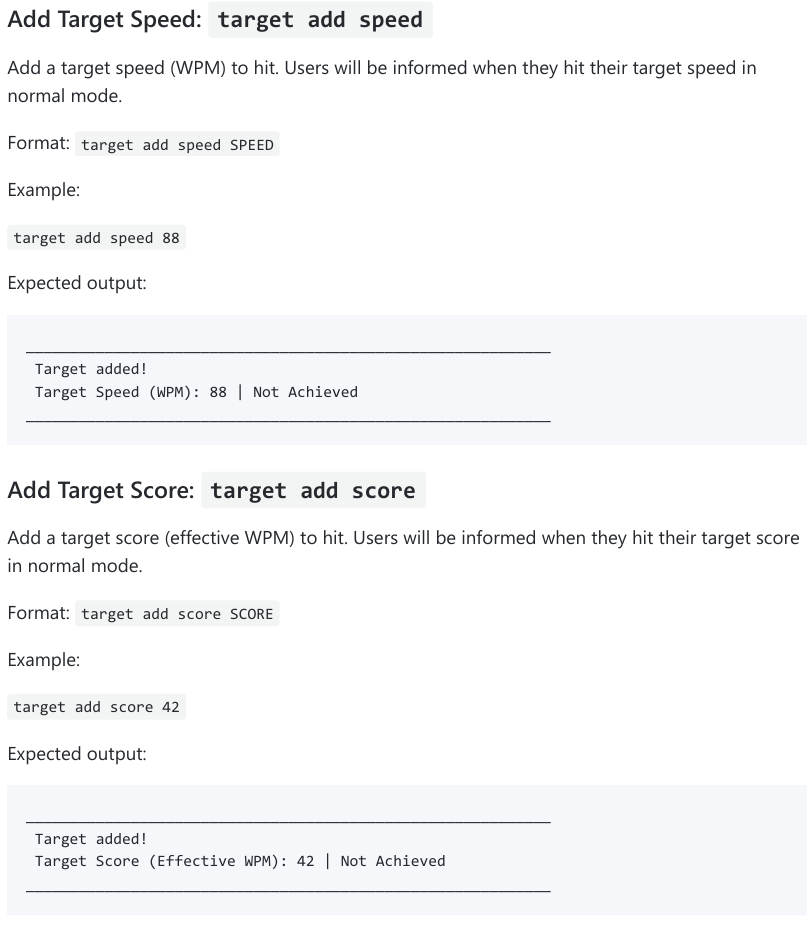 Add Target Speed: target add speed
Add a target speed (WPM) to hit. Users will be informed when they hit their target speed in
normal mode.
Format: target add speed SPEED
Example:
target add speed 88
Expected output:
____________________________________________________________
Target added!
Target Speed (WPM): 88 | Not Achieved
____________________________________________________________
Add Target Score: target add score
Add a target score (effective WPM) to hit. Users will be informed when they hit their target score
in normal mode.
Format: target add score SCORE
Example:
target add score 42
Expected output:
____________________________________________________________
Target added!
Target Score (Effective WPM): 42 | Not Achieved
____________________________________________________________